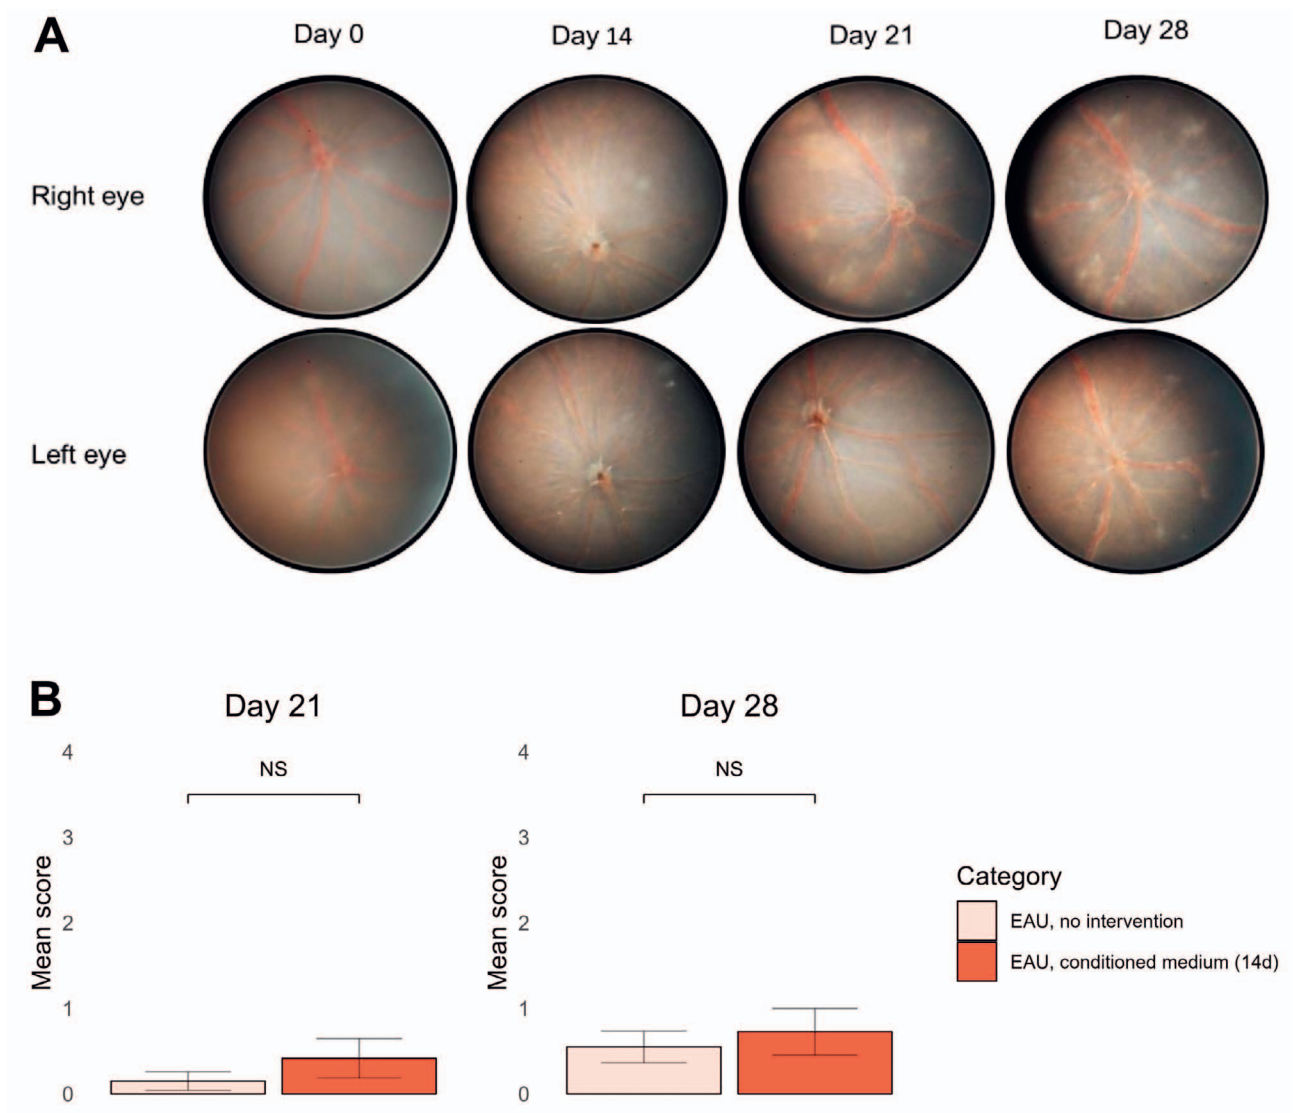 A
Day 0
Day 14
Day 21
Day 28
Right eye
Left eye
B
Day 21
Day 28
4
NS
3
2
1
0
Mean score
4
NS
3
2
1
0
Mean score
Category
EAU, no intervention
EAU, conditioned medium (14d)